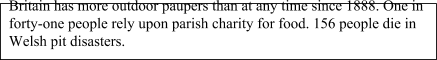 Britain has more outdoor paupers than at any time since 1888. One in
forty-one people rely upon parish charity for food. 156 people die in
Welsh pit disasters.